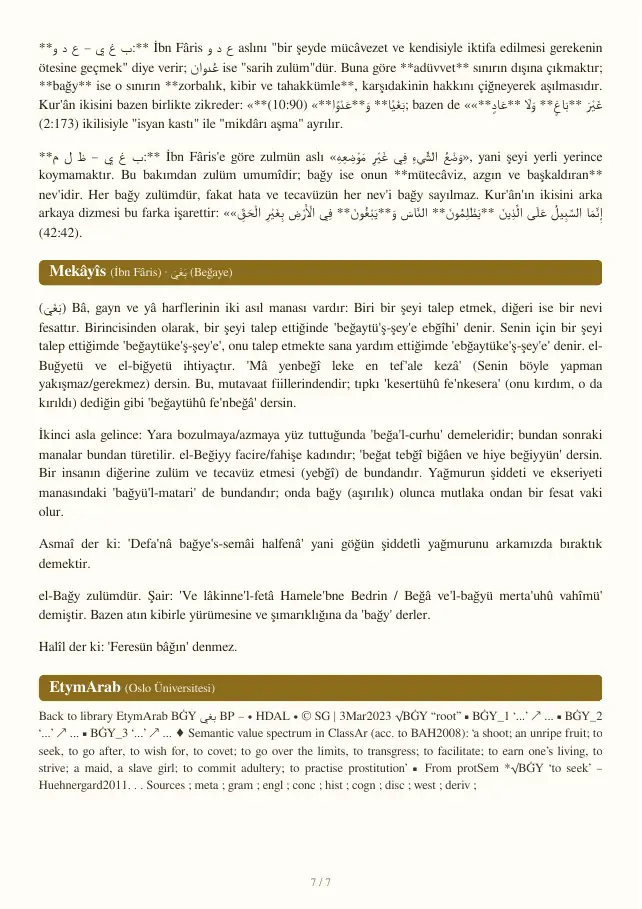 **ب غ ي – ع د و:** İbn Fâris ع د و aslını "bir şeyde mücâvezet ve kendisiyle iktifa edilmesi gerekenin
ötesine geçmek" diye verir; عُدوان ise "sarih zulüm"dür. Buna göre **adüvvet** sınırın dışına çıkmaktır;
**bağy** ise o sınırın **zorbalık, kibir ve tahakkümle**, karşıdakinin hakkını çiğneyerek aşılmasıdır.
Kur'ân ikisini bazen birlikte zikreder: «**بَغْيًا** وَ**عَدْوًا**» (10:90); bazen de «غَيْرَ **بَاغٍ** وَلَا **عَادٍ**»
(2:173) ikilisiyle "isyan kastı" ile "mikdârı aşma" ayrılır.
**ب غ ي – ظ ل م:** İbn Fâris'e göre zulmün aslı «وَضْعُ الشَّيءِ فِي غَيْرِ مَوْضِعِهِ», yani şeyi yerli yerince
koymamaktır. Bu bakımdan zulüm umumîdir; bağy ise onun **mütecâviz, azgın ve başkaldıran**
nev'idir. Her bağy zulümdür, fakat hata ve tecavüzün her nev'i bağy sayılmaz. Kur'ân'ın ikisini arka
arkaya dizmesi bu farka işarettir: «إِنَّمَا السَّبِيلُ عَلَى الَّذِينَ **يَظْلِمُونَ** النَّاسَ وَ**يَبْغُونَ** فِي الْأَرْضِ بِغَيْرِ الْحَقِّ»
(42:42).
Mekâyîs (İbn Fâris) · بَغَيَ (Beğaye)
(بَغَيَ) Bâ, gayn ve yâ harflerinin iki asıl manası vardır: Biri bir şeyi talep etmek, diğeri ise bir nevi
fesattır. Birincisinden olarak, bir şeyi talep ettiğinde 'beğaytü'ş-şey'e ebğîhi' denir. Senin için bir şeyi
talep ettiğimde 'beğaytüke'ş-şey'e', onu talep etmekte sana yardım ettiğimde 'ebğaytüke'ş-şey'e' denir. el-
Buğyetü ve el-biğyetü ihtiyaçtır. 'Mâ yenbeğî leke en tef'ale kezâ' (Senin böyle yapman
yakışmaz/gerekmez) dersin. Bu, mutavaat fiillerindendir; tıpkı 'kesertühû fe'nkesera' (onu kırdım, o da
kırıldı) dediğin gibi 'beğaytühû fe'nbeğâ' dersin.
İkinci asla gelince: Yara bozulmaya/azmaya yüz tuttuğunda 'beğa'l-curhu' demeleridir; bundan sonraki
manalar bundan türetilir. el-Beğiyy facire/fahişe kadındır; 'beğat tebğî biğâen ve hiye beğiyyün' dersin.
Bir insanın diğerine zulüm ve tecavüz etmesi (yebğî) de bundandır. Yağmurun şiddeti ve ekseriyeti
manasındaki 'bağyü'l-matari' de bundandır; onda bağy (aşırılık) olunca mutlaka ondan bir fesat vaki
olur.
Asmaî der ki: 'Defa'nâ bağye's-semâi halfenâ' yani göğün şiddetli yağmurunu arkamızda bıraktık
demektir.
el-Bağy zulümdür. Şair: 'Ve lâkinne'l-fetâ Hamele'bne Bedrin / Beğâ ve'l-bağyü merta'uhû vahîmü'
demiştir. Bazen atın kibirle yürümesine ve şımarıklığına da 'bağy' derler.
Halîl der ki: 'Feresün bâğın' denmez.
EtymArab (Oslo Üniversitesi)
Back to library EtymArab BĠY بغي BP – • HDAL • © SG | 3Mar2023 √BĠY “root” ▪ BĠY_1 ‘...’ ↗ ... ▪ BĠY_2
‘...’ ↗ ... ▪ BĠY_3 ‘...’ ↗ ... ♦ Semantic value spectrum in ClassAr (acc. to BAH2008): ‘a shoot; an unripe fruit; to
seek, to go after, to wish for, to covet; to go over the limits, to transgress; to facilitate; to earn one’s living, to
strive; a maid, a slave girl; to commit adultery; to practise prostitution’ ▪ From protSem *√BĠY ‘to seek’ –
Huehnergard2011. . . Sources ; meta ; gram ; engl ; conc ; hist ; cogn ; disc ; west ; deriv ;
7 / 7